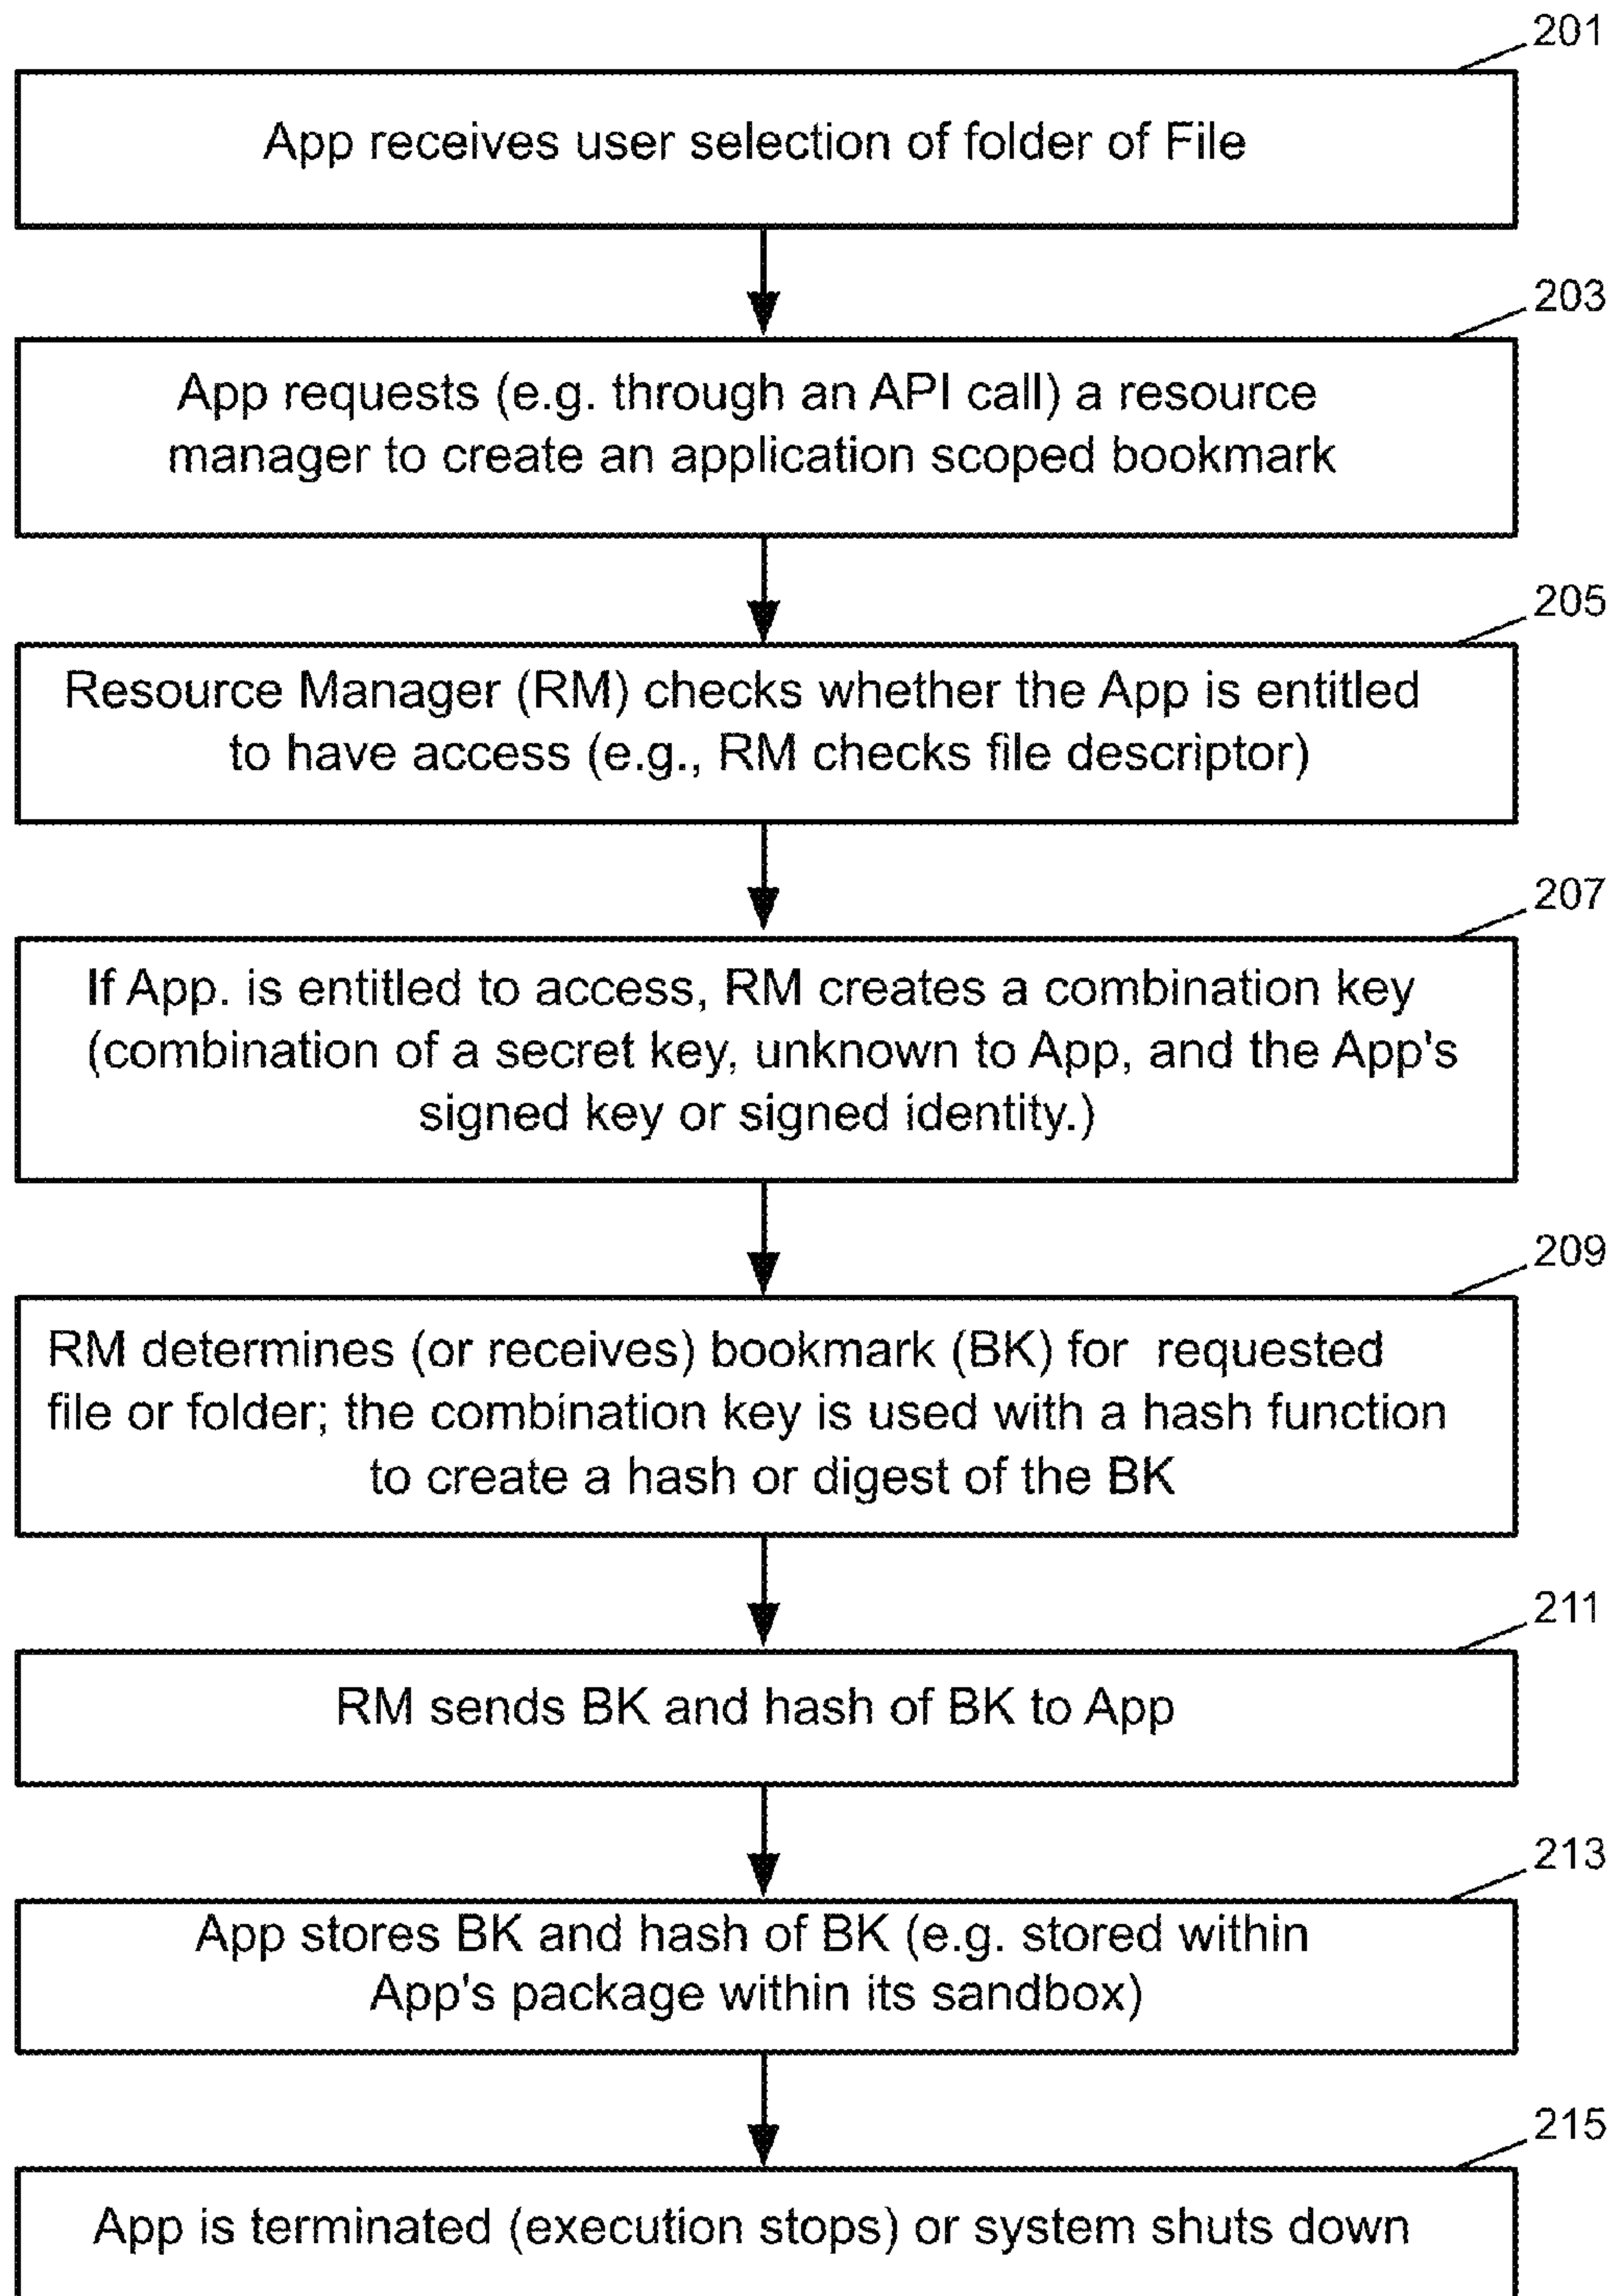 201
App receives user selection of folder of File
203
App requests (e.g. through an API call) a resource
manager to create an application scoped bookmark
205
Resource Manager (RM) checks whether the App is entitled
to have access (e.g., RM checks file descriptor)
207
If App. is entitled to access, RM creates a combination key
(combination of a secret key, unknown to App, and the App's
signed key or signed identity.)
209
RM determines (or receives) bookmark (BK) for requested
file or folder; the combination key is used with a hash function
to create a hash or digest of the BK
211
RM sends BK and hash of BK to App
213
App stores BK and hash of BK (e.g. stored within
App's package within its sandbox)
215
App is terminated (execution stops) or system shuts down